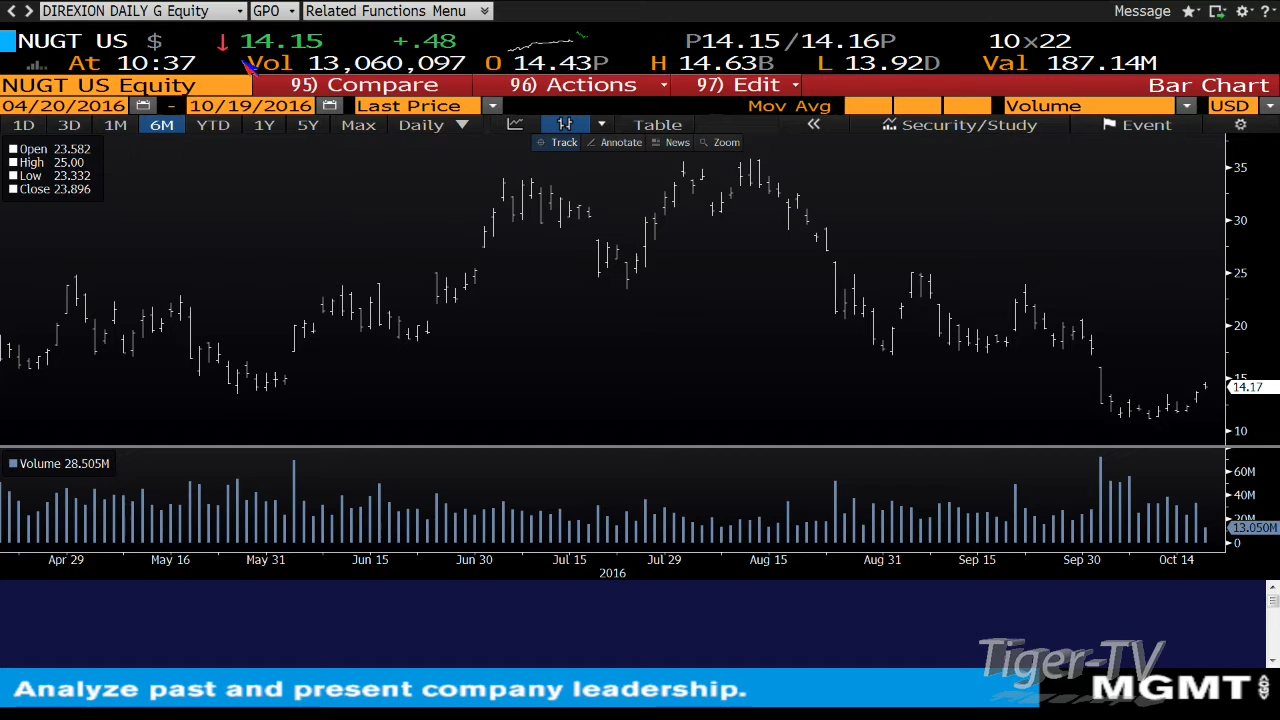 DIREXION DAILY G Equity GPO Related Functions Menu Message ?
NUGT US $ ↓ 14.15 +.48 P14.15/14.16P 10x22
At 10:37 Vol 13,060,097 O 14.43P H 14.63B L 13.92D Val 187.14M
NUGT US Equity 95) Compare 96) Actions 97) Edit Bar Chart
04/20/2016 - 10/19/2016 Last Price Mov Avg Volume USD
1D 3D 1M 6M YTD 1Y 5Y Max Daily Table « Security/Study Event
Track Annotate News Zoom
Open 23.582
High 25.00
Low 23.332
Close 23.896
35
30
25
20
15
14.17
10
Volume 28.505M
60M
40M
20M
13.050M
0
Apr 29 May 16 May 31 Jun 15 Jun 30 Jul 15 Jul 29 Aug 15 Aug 31 Sep 15 Sep 30 Oct 14
2016
Tiger-TV
Analyze past and present company leadership.
MGMT